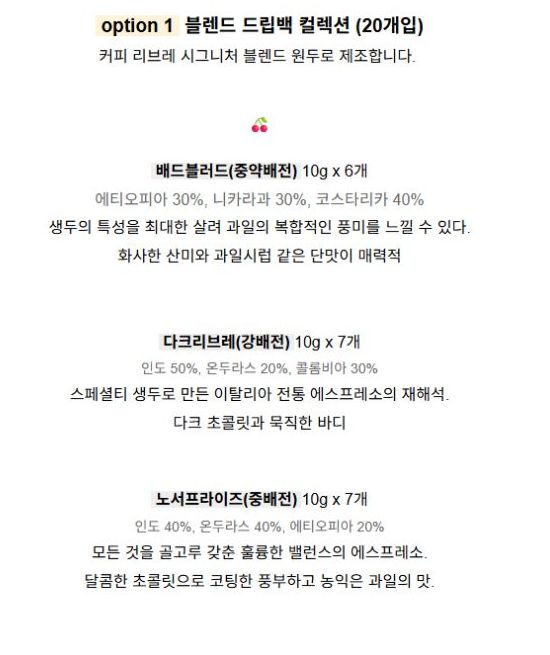 option 1 블렌드 드립백 컬렉션 (20개입)
커피 리브레 시그니처 블렌드 원두로 제조합니다.
배드블러드(중약배전) 10g x 6개
에티오피아 30%, 니카라과 30%, 코스타리카 40%
생두의 특성을 최대한 살려 과일의 복합적인 풍미를 느낄 수 있다.
화사한 산미와 과일시럽 같은 단맛이 매력적
다크리브레(강배전) 10g x 7개
인도 50%, 온두라스 20%, 콜롬비아 30%
스페셜티 생두로 만든 이탈리아 전통 에스프레소의 재해석.
다크 초콜릿과 묵직한 바디
노서프라이즈(중배전) 10g x 7개
인도 40%, 온두라스 40%, 에티오피아 20%
모든 것을 골고루 갖춘 훌륭한 밸런스의 에스프레소.
달콤한 초콜릿으로 코팅한 풍부하고 농익은 과일의 맛.